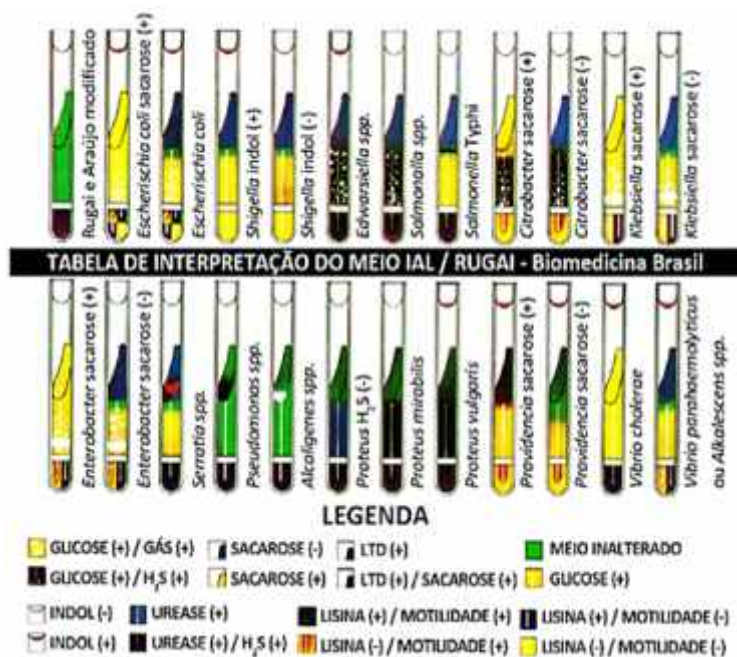 Rugai e Araújo modificado
Escherischia coli sacarose (+)
Escherischia coli
Shigella indol (+)
Shigella indol (-)
Edwarsiella spp.
Salmonalla spp.
Salmonella Typhi
Citrobacter sacarose (+)
Citrobacter sacarose (-)
Klebsiella sacarose (+)
Klebsiella sacarose (-)
TABELA DE INTERPRETAÇÃO DO MEIO IAL / RUGAI - Biomedicina Brasil
Enterobacter sacarose (+)
Enterobacter sacarose (-)
Serratia spp.
Pseudomonas spp.
Alcaligenes spp.
Proteus H₂S (-)
Proteus mirabilis
Proteus vulgaris
Providencia sacarose (+)
Providencia sacarose (-)
Vibrio cholerae
Vibrio parahaemolyticus
ou Alkalescens spp.
LEGENDA
GLICOSE (+) / GÁS (+) SACAROSE (-) LTD (+) MEIO INALTERADO
GLICOSE (+) / H₂S (+) SACAROSE (+) LTD (+) / SACAROSE (+) GLICOSE (+)
INDOL (-) UREASE (+) LISINA (+) / MOTILIDADE (+) LISINA (+) / MOTILIDADE (-)
INDOL (+) UREASE (+) / H₂S (+) LISINA (-) / MOTILIDADE (+) LISINA (-) / MOTILIDADE (-)